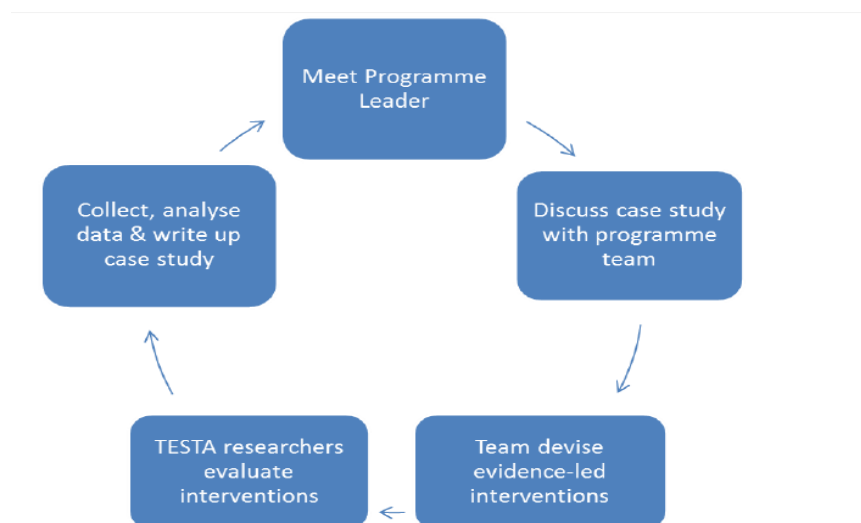 Meet Programme
Leader
Discuss case study
with programme
team
Team devise
evidence-led
interventions
TESTA researchers
evaluate
interventions
Collect, analyse
data & write up
case study